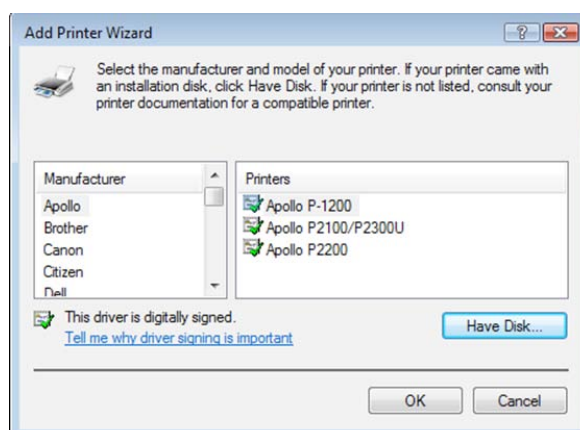 Add Printer Wizard
Select the manufacturer and model of your printer. If your printer came with
an installation disk, click Have Disk. If your printer is not listed, consult your
printer documentation for a compatible printer.
Manufacturer
Apollo
Brother
Canon
Citizen
Dell
Printers
Apollo P-1200
Apollo P2100/P2300U
Apollo P2200
This driver is digitally signed.
Tell me why driver signing is important
Have Disk...
OK
Cancel